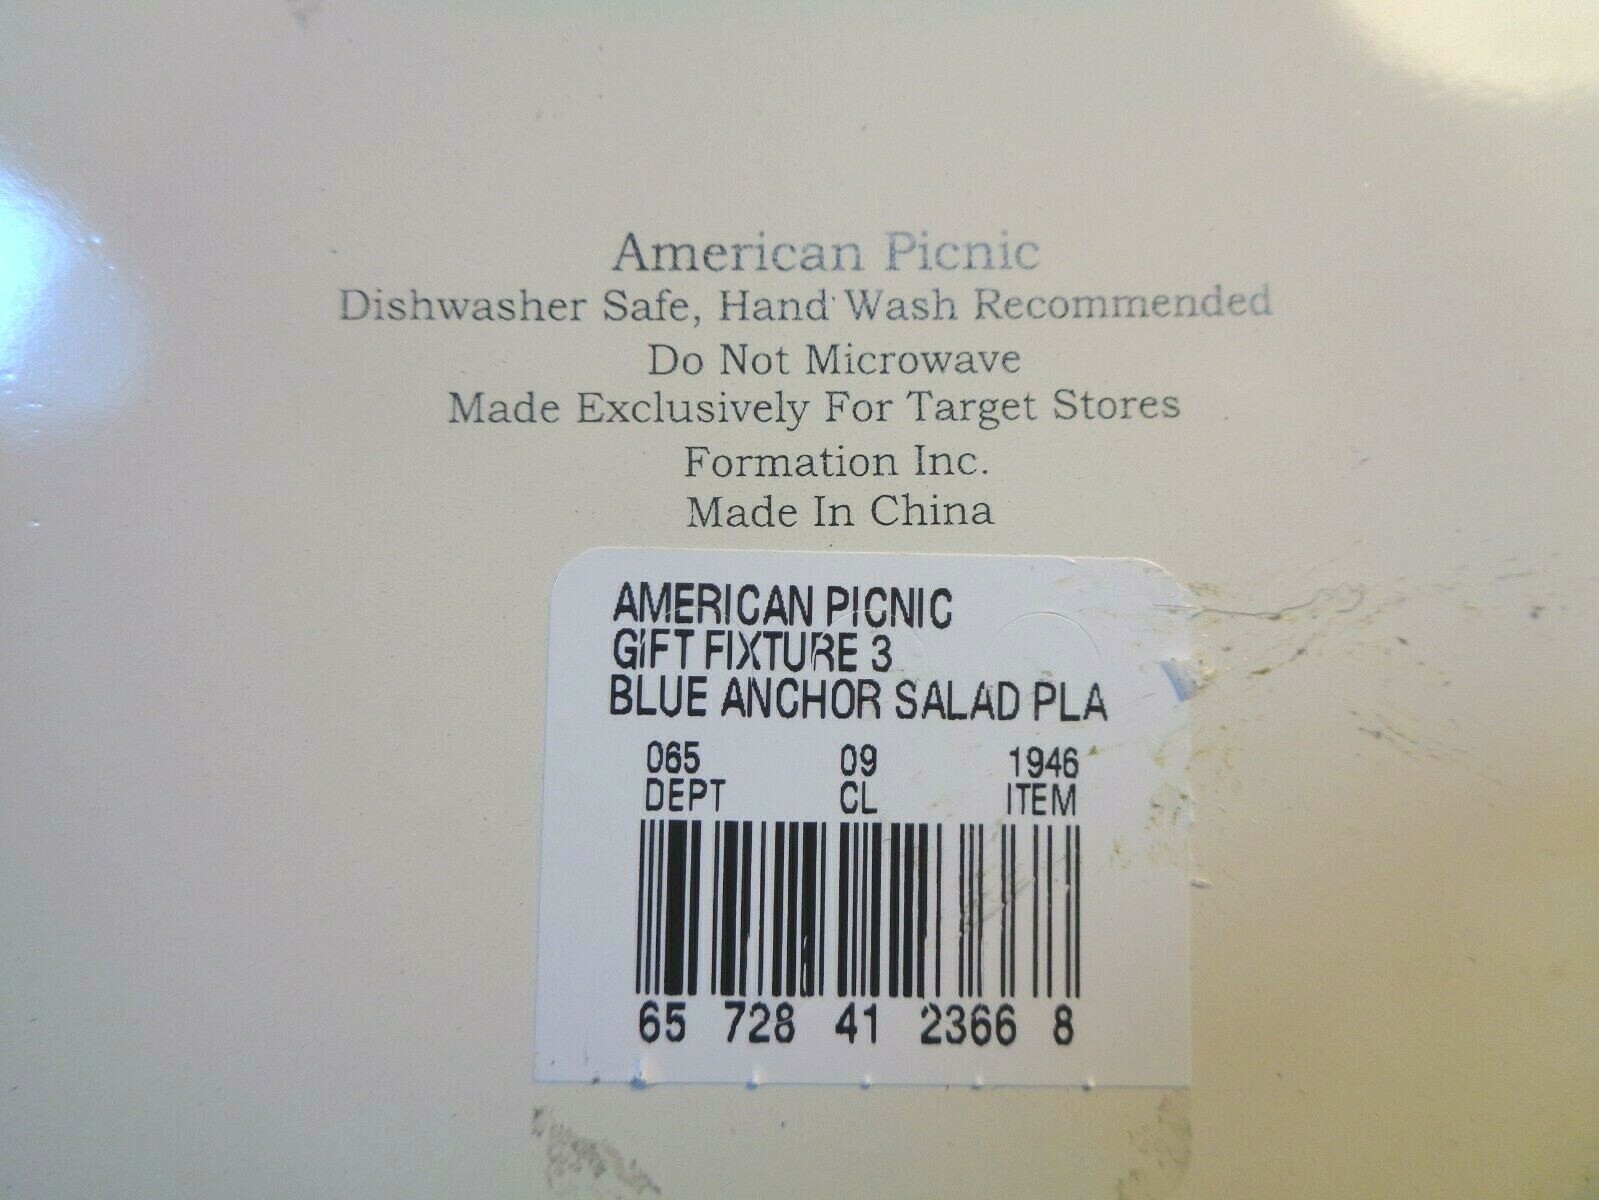 American Picnic
Dishwasher Safe, Hand Wash Recommended
Do Not Microwave
Made Exclusively For Target Stores
Formation Inc.
Made In China
AMERICAN PICNIC
GIFT FIXTURE 3
BLUE ANCHOR SALAD PLA
065 09 1946
DEPT CL ITEM
65 728 41 2366 8